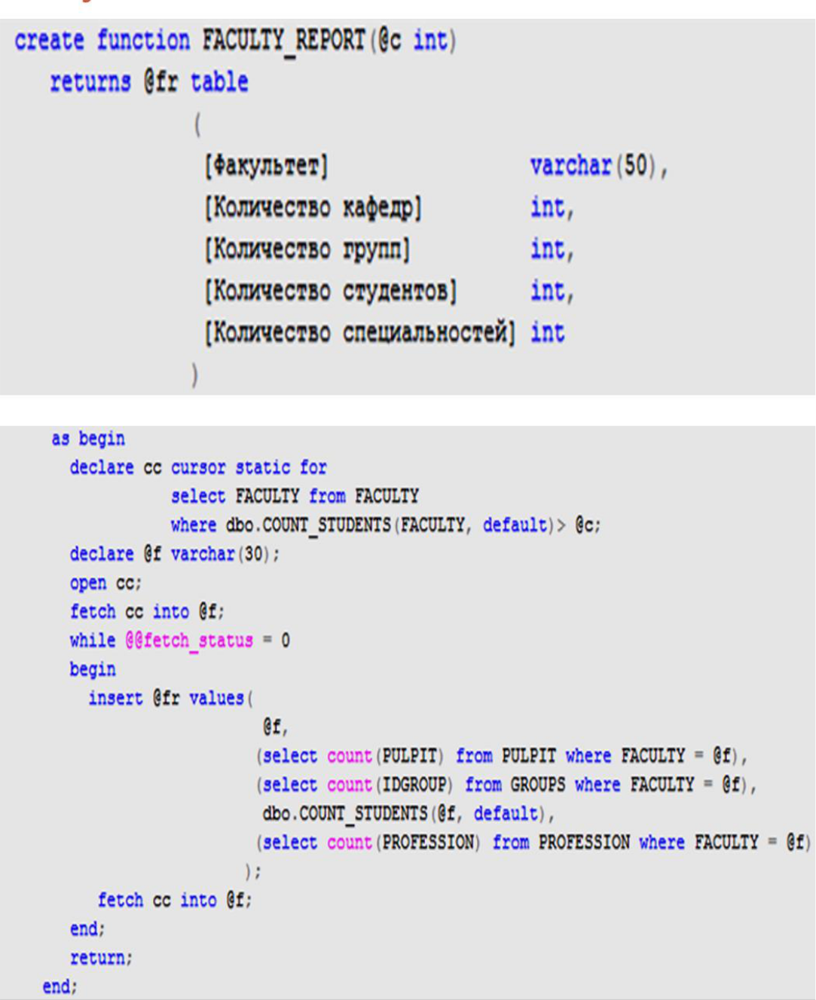 create function FACULTY_REPORT(@c int)
returns @fr table
(
[Факультет] varchar(50),
[Количество кафедр] int,
[Количество групп] int,
[Количество студентов] int,
[Количество специальностей] int
)
as begin
declare cc cursor static for
select FACULTY from FACULTY
where dbo.COUNT_STUDENTS(FACULTY, default)> @c;
declare @f varchar(30);
open cc;
fetch cc into @f;
while @@fetch_status = 0
begin
insert @fr values(
@f,
(select count(PULPIT) from PULPIT where FACULTY = @f),
(select count(IDGROUP) from GROUPS where FACULTY = @f),
dbo.COUNT_STUDENTS(@f, default),
(select count(PROFESSION) from PROFESSION where FACULTY = @f)
);
fetch cc into @f;
end;
return;
end;